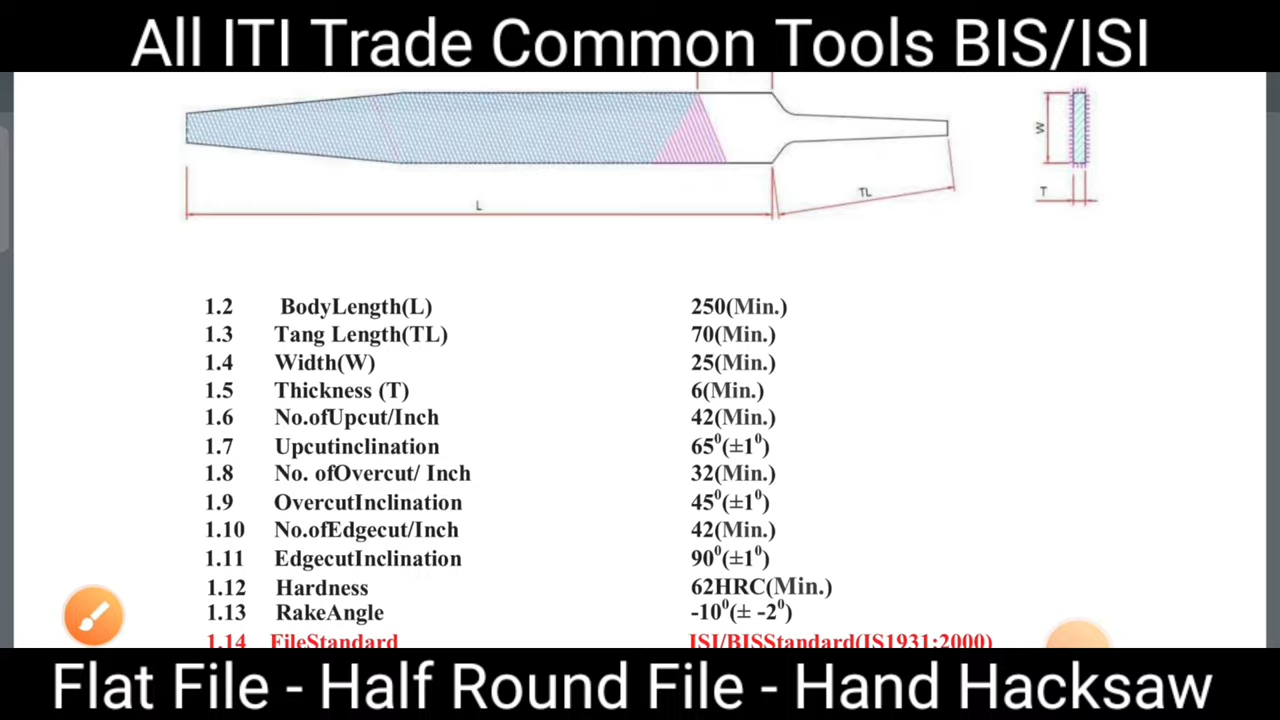 All ITI Trade Common Tools BIS/ISI
W
TL
T
L
1.2 BodyLength(L) 250(Min.)
1.3 Tang Length(TL) 70(Min.)
1.4 Width(W) 25(Min.)
1.5 Thickness (T) 6(Min.)
1.6 No.ofUpcut/Inch 42(Min.)
1.7 Upcutinclination 65⁰(±1⁰)
1.8 No. ofOvercut/ Inch 32(Min.)
1.9 OvercutInclination 45⁰(±1⁰)
1.10 No.ofEdgecut/Inch 42(Min.)
1.11 EdgecutInclination 90⁰(±1⁰)
1.12 Hardness 62HRC(Min.)
1.13 RakeAngle -10⁰(± -2⁰)
1.14 FileStandard ISI/BISStandard(IS1931:2000)
Flat File - Half Round File - Hand Hacksaw